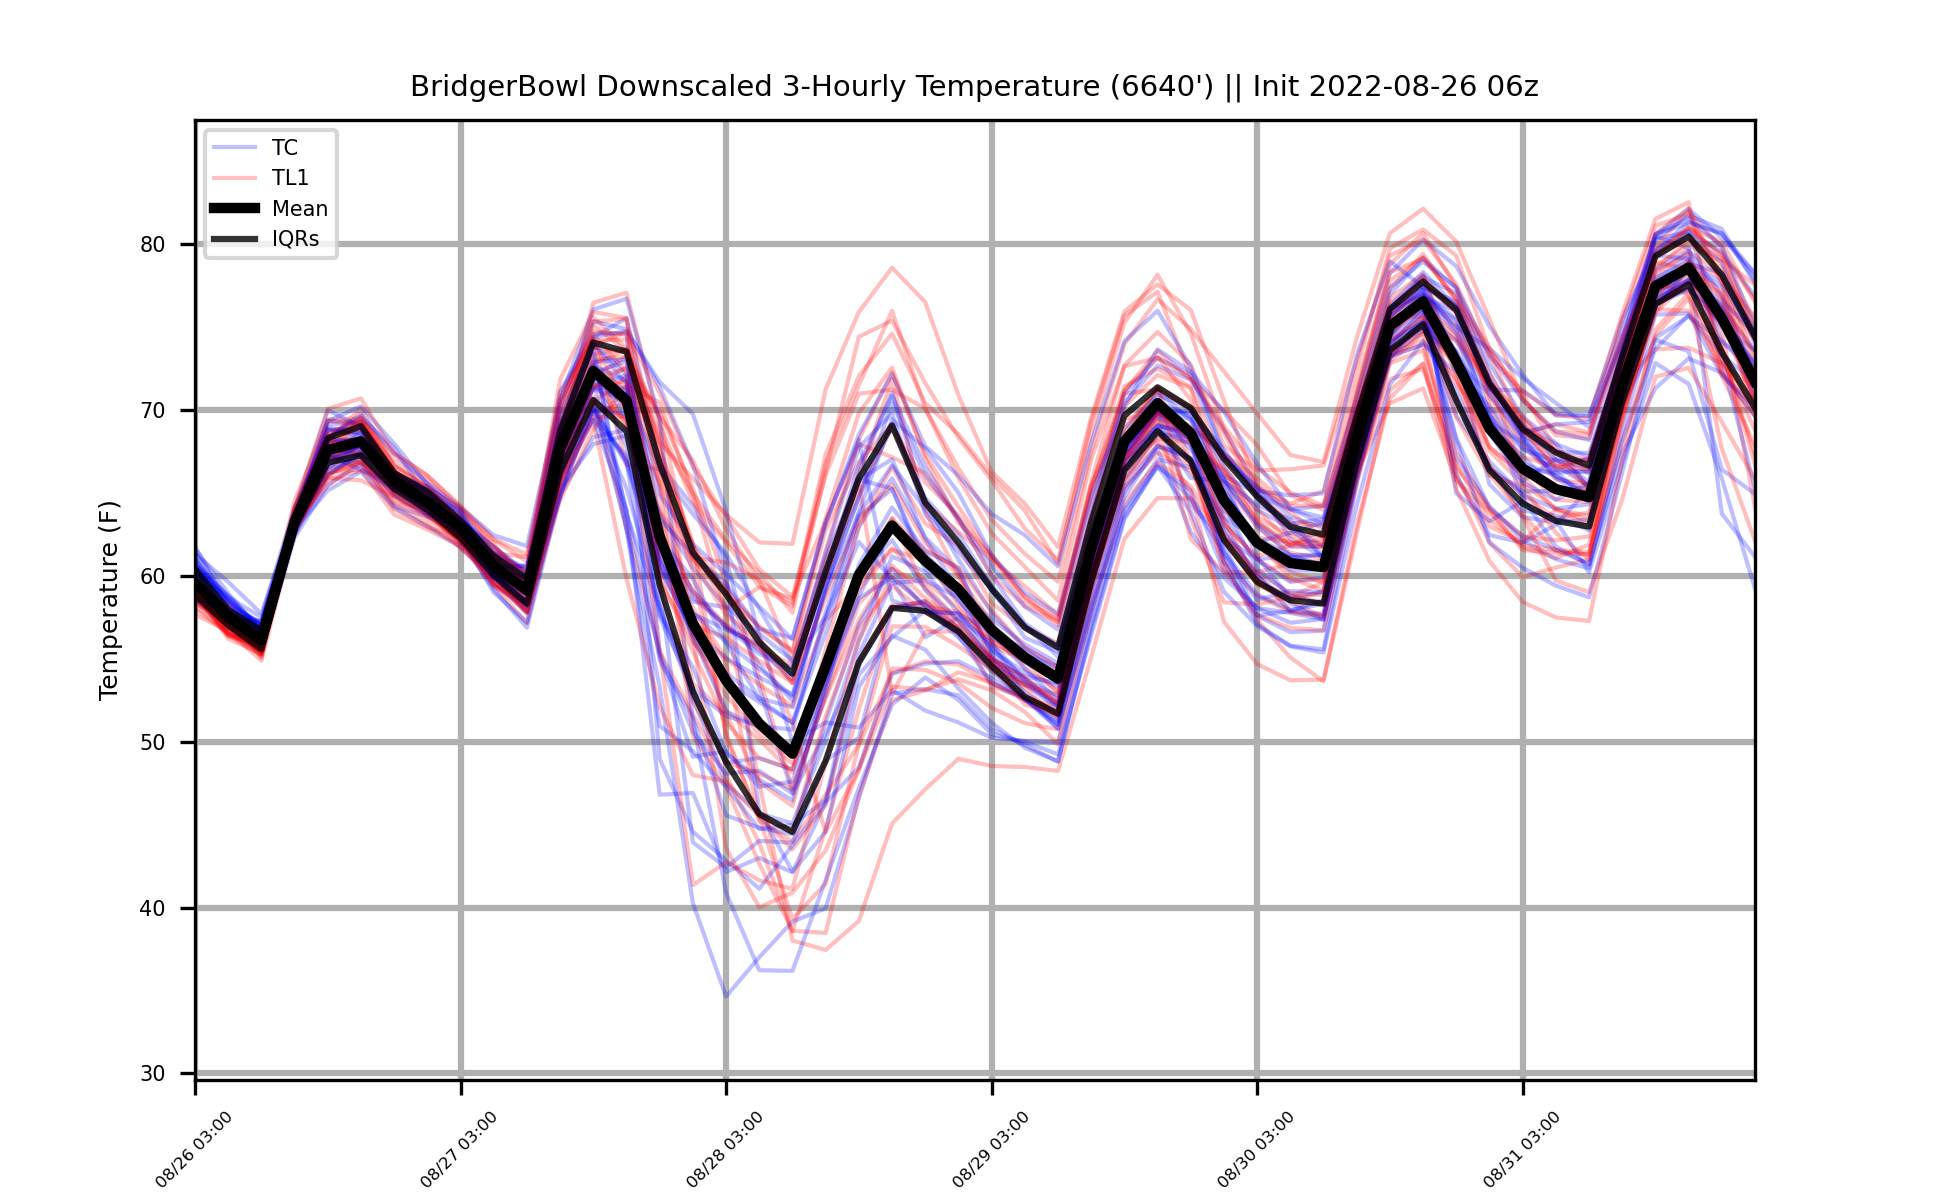 BridgerBowl Downscaled 3-Hourly Temperature (6640') || Init 2022-08-26 06z
TC
TL1
Mean
IQRs
Temperature (F)
80
70
60
50
40
30
08/26 03:00
08/27 03:00
08/28 03:00
08/29 03:00
08/30 03:00
08/31 03:00